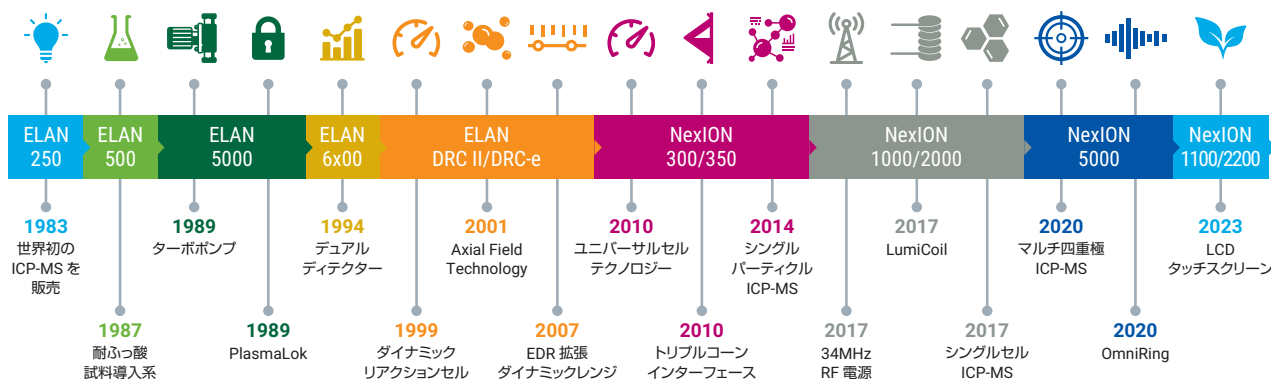 ELAN
250
ELAN
500
ELAN
5000
ELAN
6x00
ELAN
DRC II/DRC-e
NexION
300/350
NexION
1000/2000
NexION
5000
NexION
1100/2200
1983
世界初の
ICP-MS を
販売
1987
耐ふっ酸
試料導入系
1989
ターボポンプ
1989
PlasmaLok
1994
デュアル
ディテクター
1999
ダイナミック
リアクションセル
2001
Axial Field
Technology
2007
EDR 拡張
ダイナミックレンジ
2010
ユニバーサルセル
テクノロジー
2010
トリプルコーン
インターフェース
2014
シングル
パーティクル
ICP-MS
2017
34MHz
RF 電源
2017
LumiCoil
2017
シングルセル
ICP-MS
2020
マルチ四重極
ICP-MS
2020
OmniRing
2023
LCD
タッチスクリーン